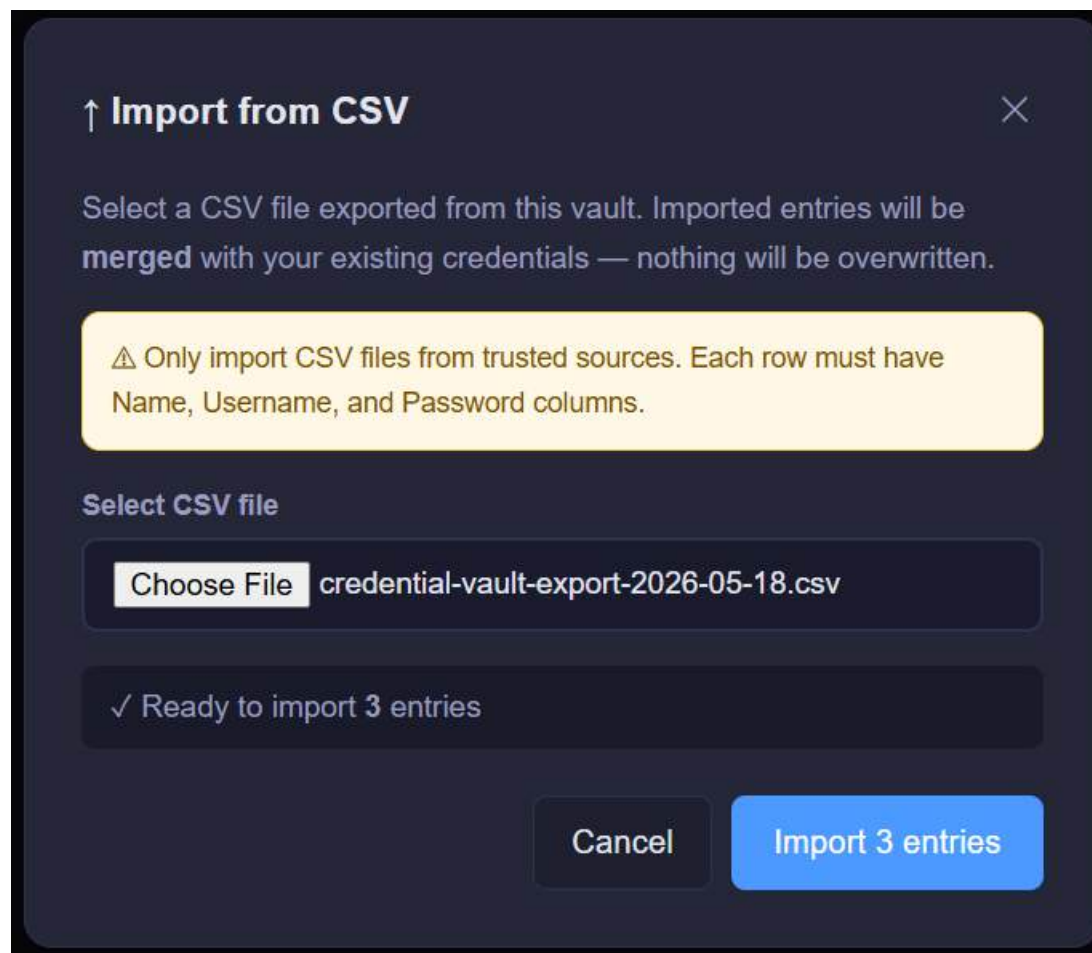 ↑ Import from CSV
Select a CSV file exported from this vault. Imported entries will be
merged with your existing credentials — nothing will be overwritten.
⚠ Only import CSV files from trusted sources. Each row must have
Name, Username, and Password columns.
Select CSV file
Choose File credential-vault-export-2026-05-18.csv
✓ Ready to import 3 entries
Cancel Import 3 entries